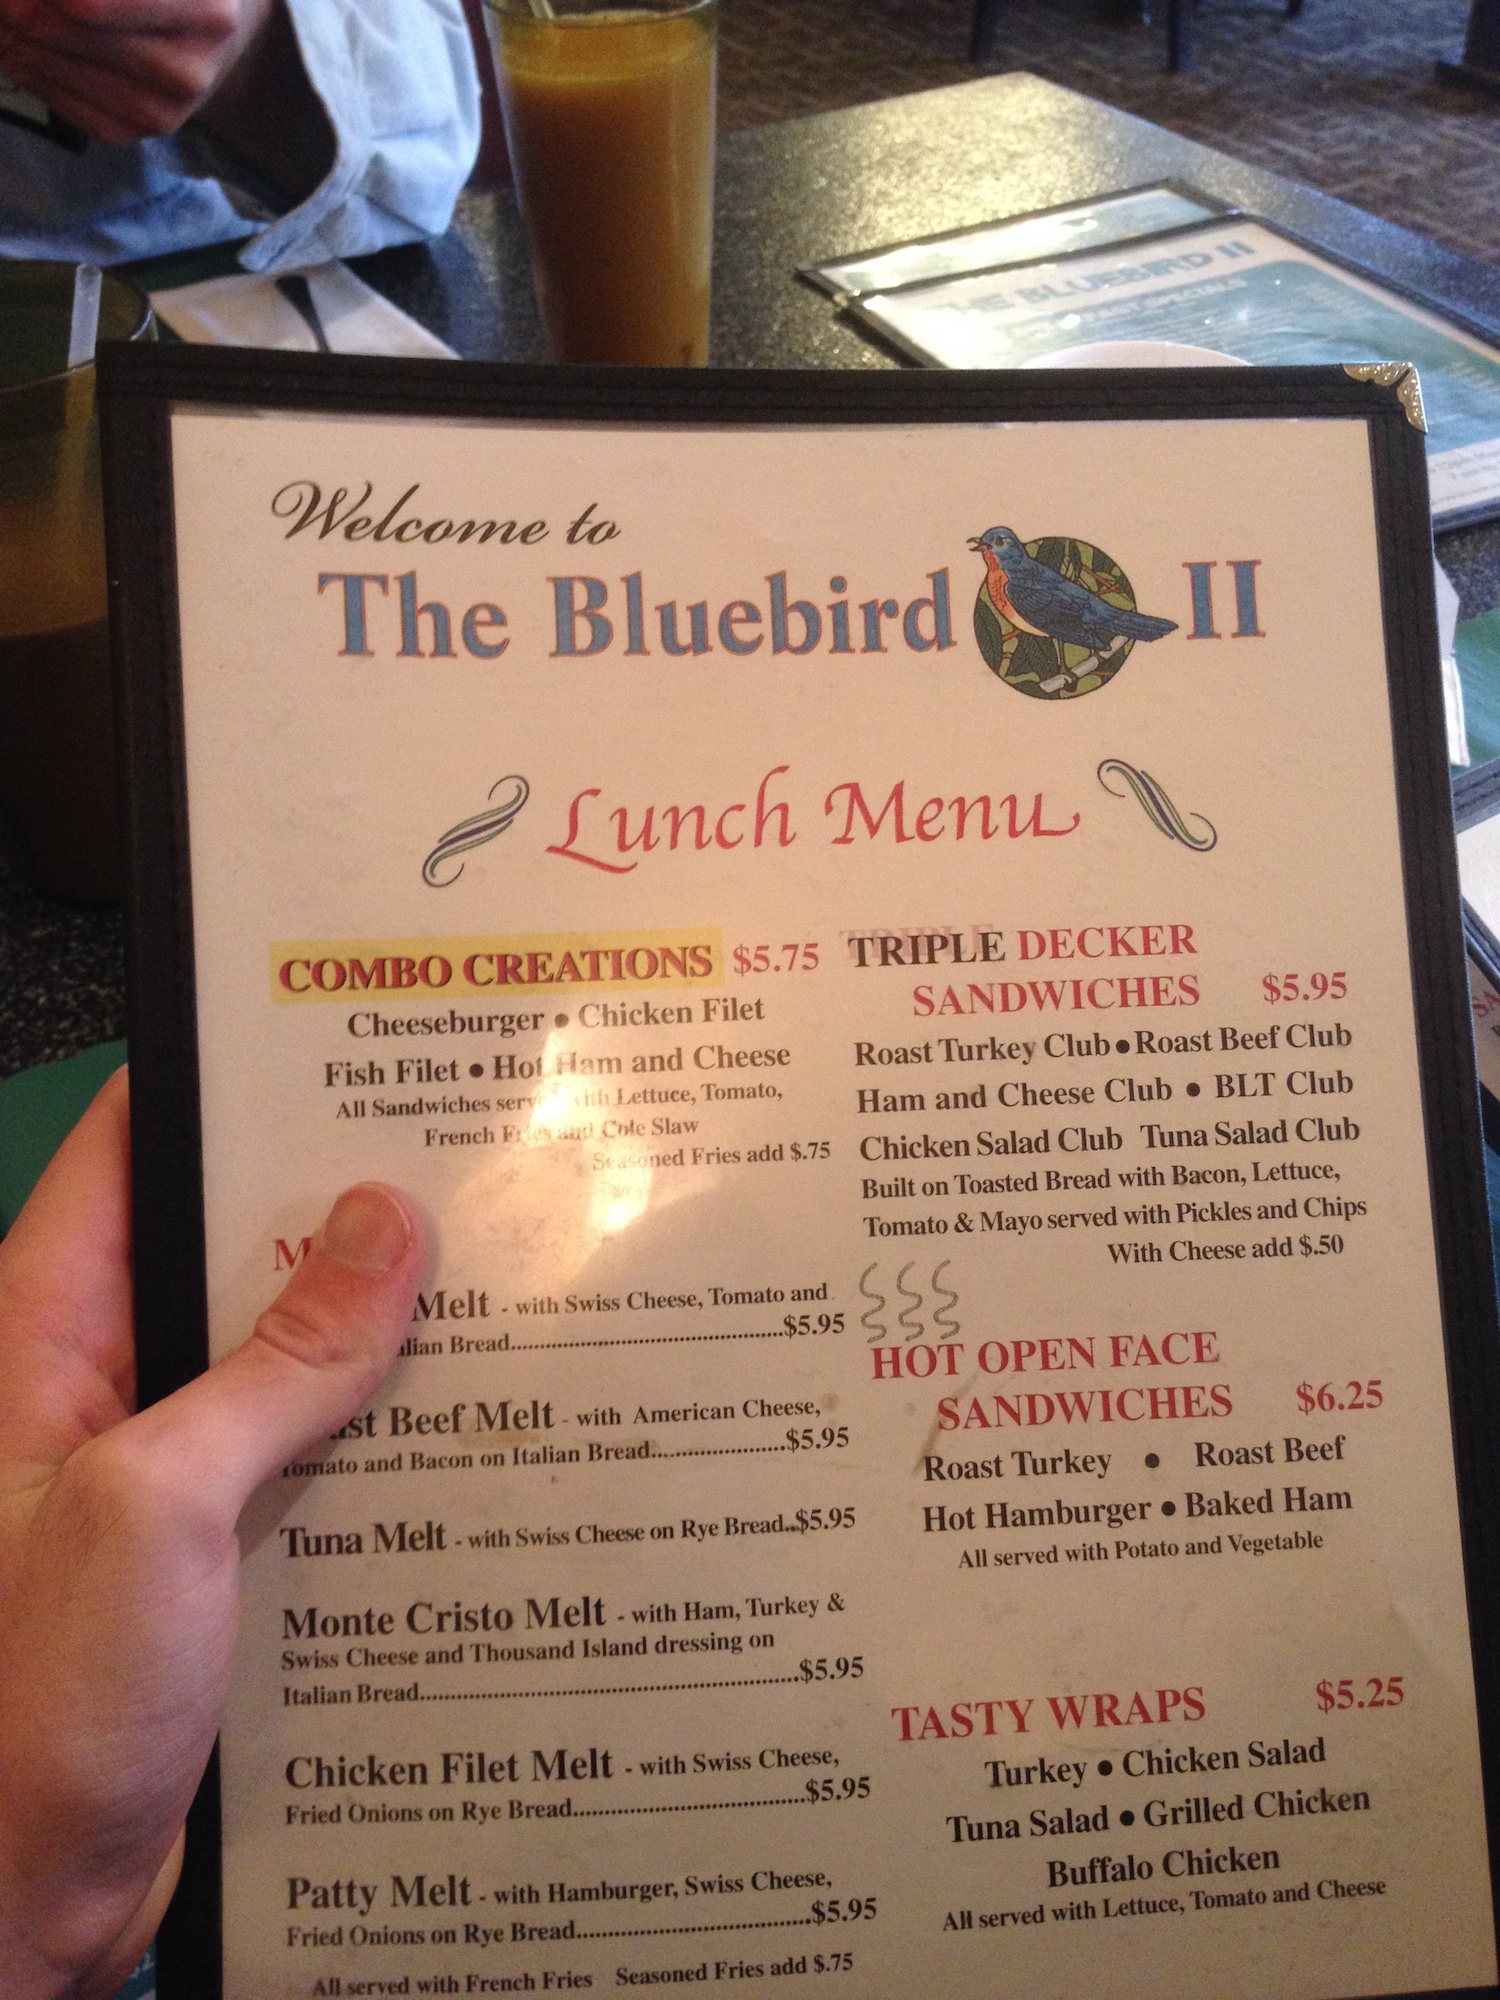 THE BLUEBIRD II
Welcome to
The Bluebird II
Lunch Menu
COMBO CREATIONS $5.75
Cheeseburger ● Chicken Filet
Fish Filet ● Hot Ham and Cheese
All Sandwiches served with Lettuce, Tomato,
French Fries and Cole Slaw
Seasoned Fries add $.75
Melt - with Swiss Cheese, Tomato and
Bread.....$5.95
Beef Melt - with American Cheese,
Tomato and Bacon on Italian Bread.....$5.95
Tuna Melt - with Swiss Cheese on Rye Bread..$5.95
Monte Cristo Melt - with Ham, Turkey &
Swiss Cheese and Thousand Island dressing on
Italian Bread.....$5.95
Chicken Filet Melt - with Swiss Cheese,
Fried Onions on Rye Bread.....$5.95
Patty Melt - with Hamburger, Swiss Cheese,
Fried Onions on Rye Bread.....$5.95
All served with French Fries Seasoned Fries add $.75
TRIPLE DECKER
SANDWICHES $5.95
Roast Turkey Club ● Roast Beef Club
Ham and Cheese Club ● BLT Club
Chicken Salad Club Tuna Salad Club
Built on Toasted Bread with Bacon, Lettuce,
Tomato & Mayo served with Pickles and Chips
With Cheese add $.50
HOT OPEN FACE
SANDWICHES $6.25
Roast Turkey ● Roast Beef
Hot Hamburger ● Baked Ham
All served with Potato and Vegetable
TASTY WRAPS $5.25
Turkey ● Chicken Salad
Tuna Salad ● Grilled Chicken
Buffalo Chicken
All served with Lettuce, Tomato and Cheese